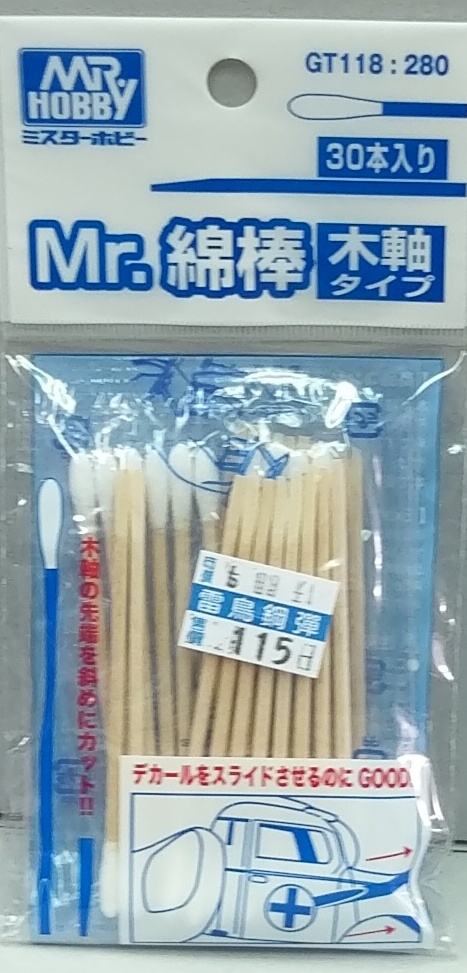 MR
HOBBY
ミスターホビー
GT118:280
30本入り
Mr.綿棒
木軸
タイプ
木軸の先端を斜めにカット!!
雷鳥鋼彈
115
デカールをスライドさせるのにGOOD